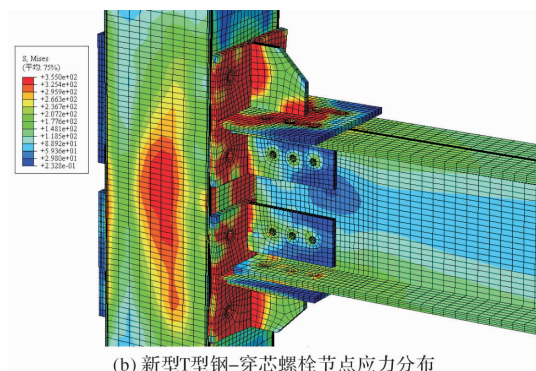 S, Mises
(平均: 75%)
+3.550e+02
+3.254e+02
+2.959e+02
+2.663e+02
+2.367e+02
+2.072e+02
+1.776e+02
+1.481e+02
+1.185e+02
+8.892e+01
+5.936e+01
+2.980e+01
+2.328e-01
(b) 新型T型钢-穿芯螺栓节点应力分布